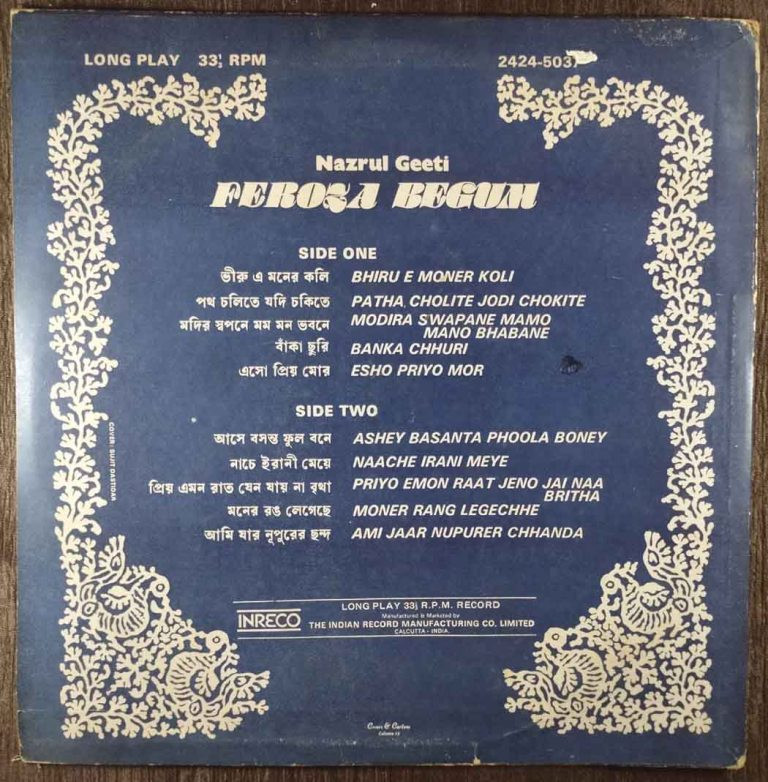 LONG PLAY 33⅓ RPM
2424-503
Nazrul Geeti
FEROZA BEGUM
SIDE ONE
ভীরু এ মনের কলি BHIRU E MONER KOLI
পথ চলিতে যদি চকিতে PATHA CHOLITE JODI CHOKITE
মদির স্বপনে মম মন ভবনে MODIRA SWAPANE MAMO
MANO BHABANE
বাঁকা ছুরি BANKA CHHURI
এসো প্রিয় মোর ESHO PRIYO MOR
SIDE TWO
আসে বসন্ত ফুল বনে ASHEY BASANTA PHOOLA BONEY
নাচে ইরানী মেয়ে NAACHE IRANI MEYE
প্রিয় এমন রাত যেন যায় না বৃথা PRIYO EMON RAAT JENO JAI NAA
BRITHA
মনের রঙ লেগেছে MONER RANG LEGECHHE
আমি যার নূপুরের ছন্দ AMI JAAR NUPURER CHHANDA
COVER: SUJIT DASTIDAR
INRECO
LONG PLAY 33⅓ R.P.M. RECORD
Manufactured & Marketed by
THE INDIAN RECORD MANUFACTURING CO. LIMITED
CALCUTTA - INDIA.